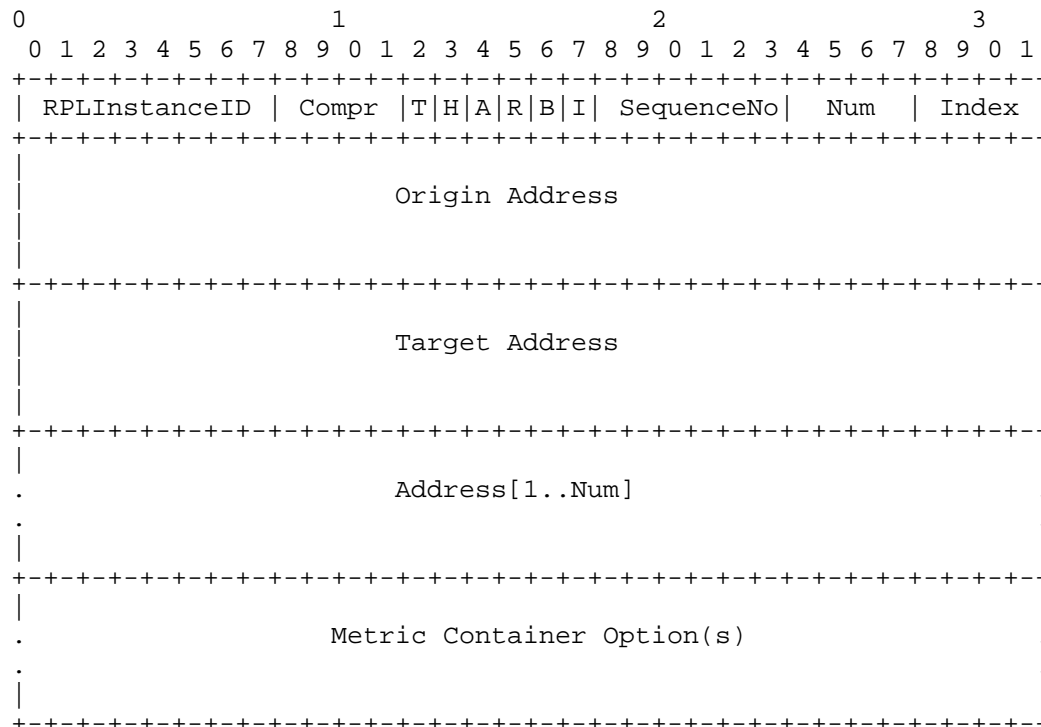 0                   1                   2                   3
 0 1 2 3 4 5 6 7 8 9 0 1 2 3 4 5 6 7 8 9 0 1 2 3 4 5 6 7 8 9 0 1
+-+-+-+-+-+-+-+-+-+-+-+-+-+-+-+-+-+-+-+-+-+-+-+-+-+-+-+-+-+-+-+--
| RPLInstanceID | Compr |T|H|A|R|B|I| SequenceNo|  Num  | Index
+-+-+-+-+-+-+-+-+-+-+-+-+-+-+-+-+-+-+-+-+-+-+-+-+-+-+-+-+-+-+-+--
|
|                       Origin Address
|
|
+-+-+-+-+-+-+-+-+-+-+-+-+-+-+-+-+-+-+-+-+-+-+-+-+-+-+-+-+-+-+-+--
|
|                       Target Address
|
|
+-+-+-+-+-+-+-+-+-+-+-+-+-+-+-+-+-+-+-+-+-+-+-+-+-+-+-+-+-+-+-+--
|
.                       Address[1..Num]
.
|
+-+-+-+-+-+-+-+-+-+-+-+-+-+-+-+-+-+-+-+-+-+-+-+-+-+-+-+-+-+-+-+--
|
.                   Metric Container Option(s)
.
|
+-+-+-+-+-+-+-+-+-+-+-+-+-+-+-+-+-+-+-+-+-+-+-+-+-+-+-+-+-+-+-+--